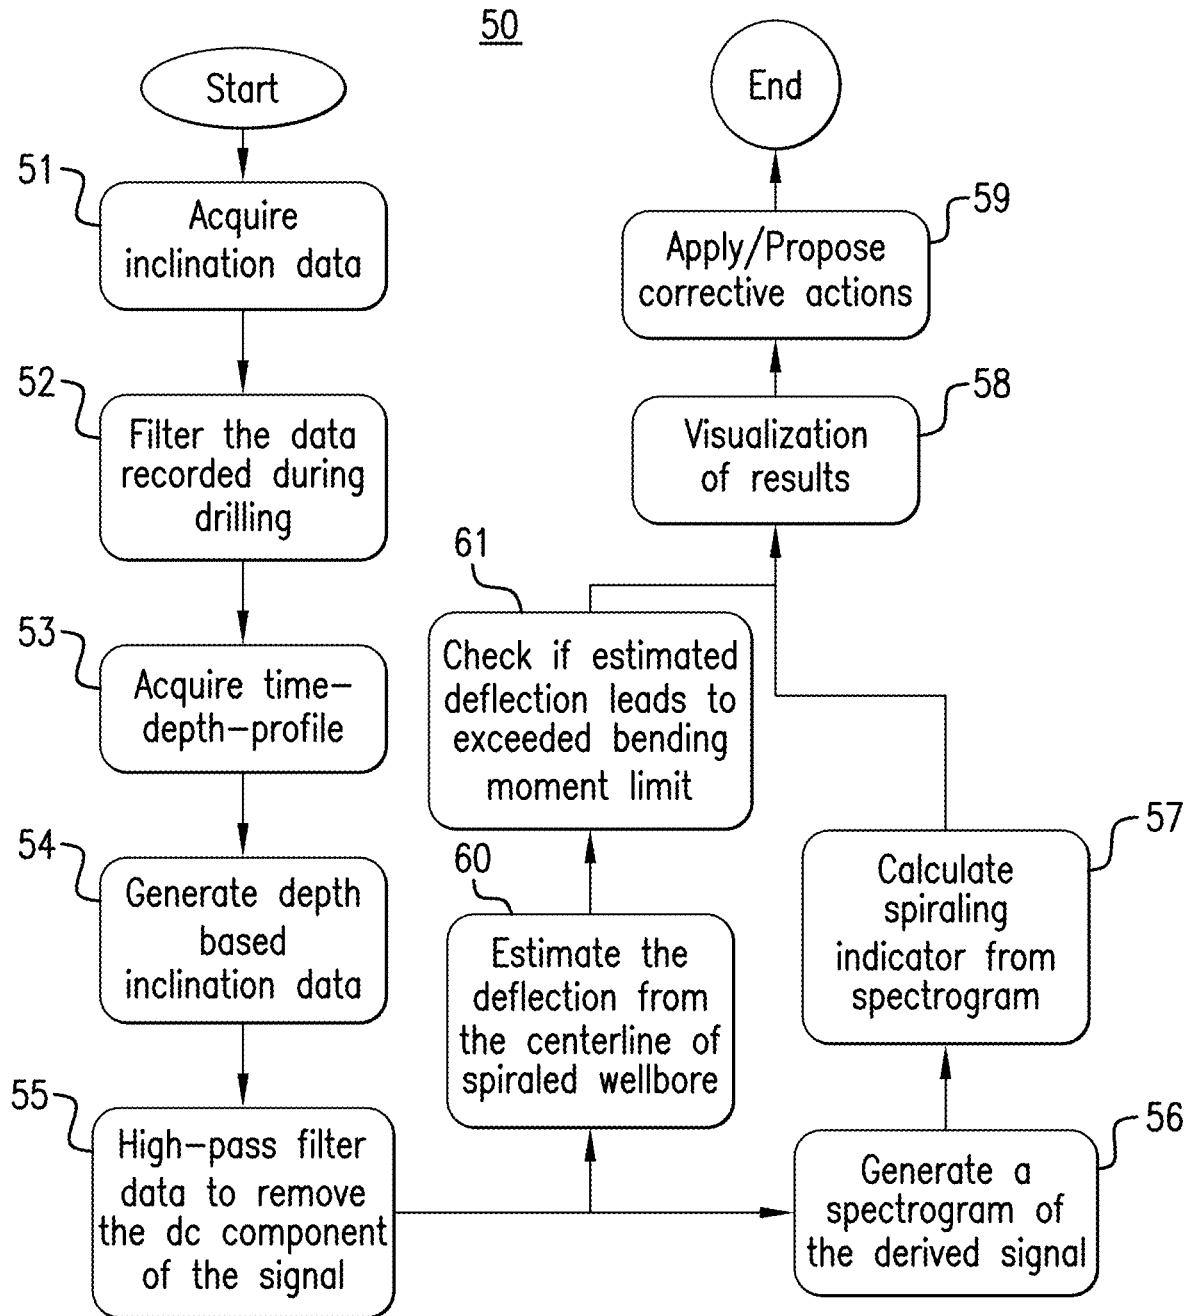 50
Start
51
Acquire
inclination data
52
Filter the data
recorded during
drilling
53
Acquire time-
depth-profile
54
Generate depth
based
inclination data
55
High-pass filter
data to remove
the dc component
of the signal
56
Generate a
spectrogram of
the derived signal
57
Calculate
spiraling
indicator from
spectrogram
60
Estimate the
deflection from
the centerline of
spiraled wellbore
61
Check if estimated
deflection leads to
exceeded bending
moment limit
58
Visualization
of results
59
Apply/Propose
corrective actions
End